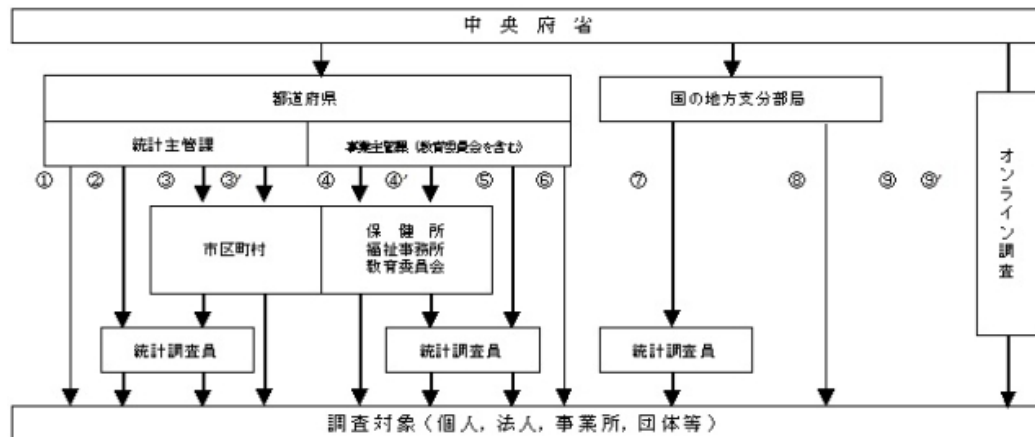 中央府省
都道府県
国の地方支分部局
統計主管課
事業主管課（教育委員会を含む）
オンライン調査
① ② ③ ③′ ④ ④′ ⑤ ⑥ ⑦ ⑧ ⑨ ⑨′
市区町村
保健所
福祉事務所
教育委員会
統計調査員
統計調査員
統計調査員
調査対象（個人，法人，事業所，団体等）